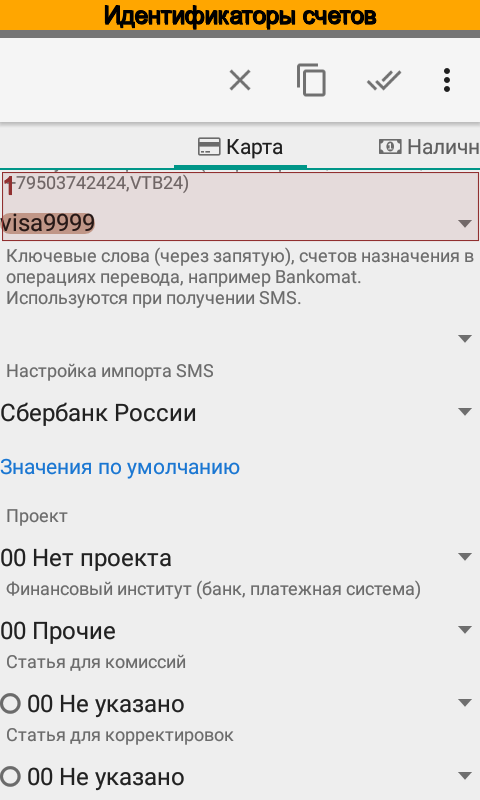 Идентификаторы счетов
Карта
Наличн
1
79503742424,VTB24)
visa9999
Ключевые слова (через запятую), счетов назначения в
операциях перевода, например Bankomat.
Используются при получении SMS.
Настройка импорта SMS
Сбербанк России
Значения по умолчанию
Проект
00 Нет проекта
Финансовый институт (банк, платежная система)
00 Прочие
Статья для комиссий
00 Не указано
Статья для корректировок
00 Не указано